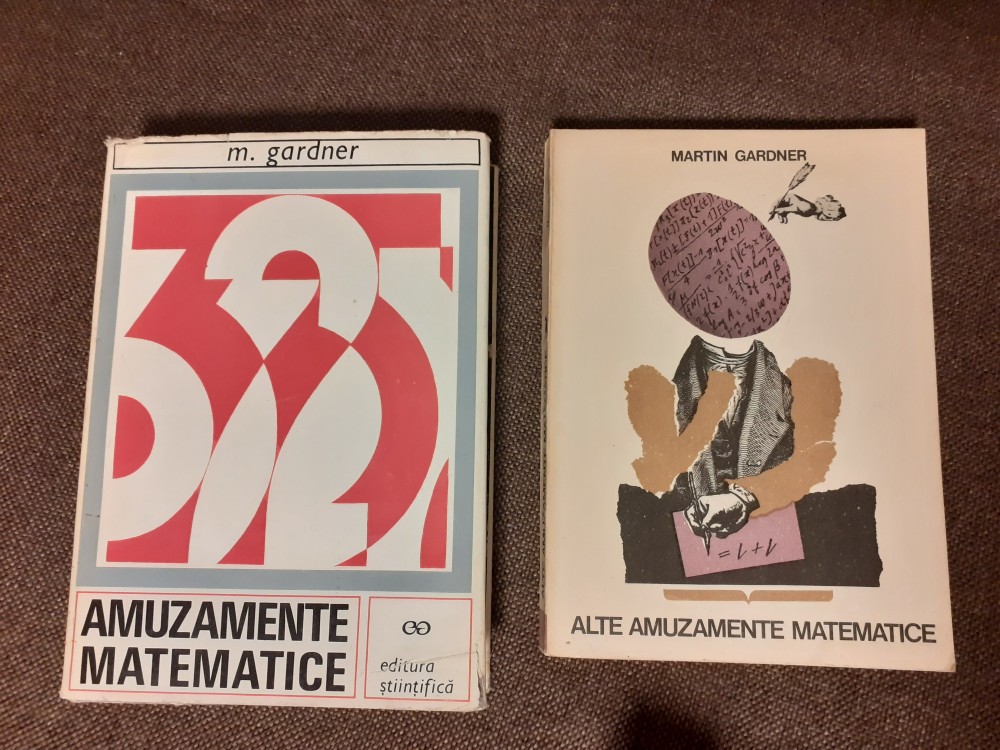 m. gardner
AMUZAMENTE
MATEMATICE
editura
științifică
MARTIN GARDNER
1+1=
ALTE AMUZAMENTE MATEMATICE